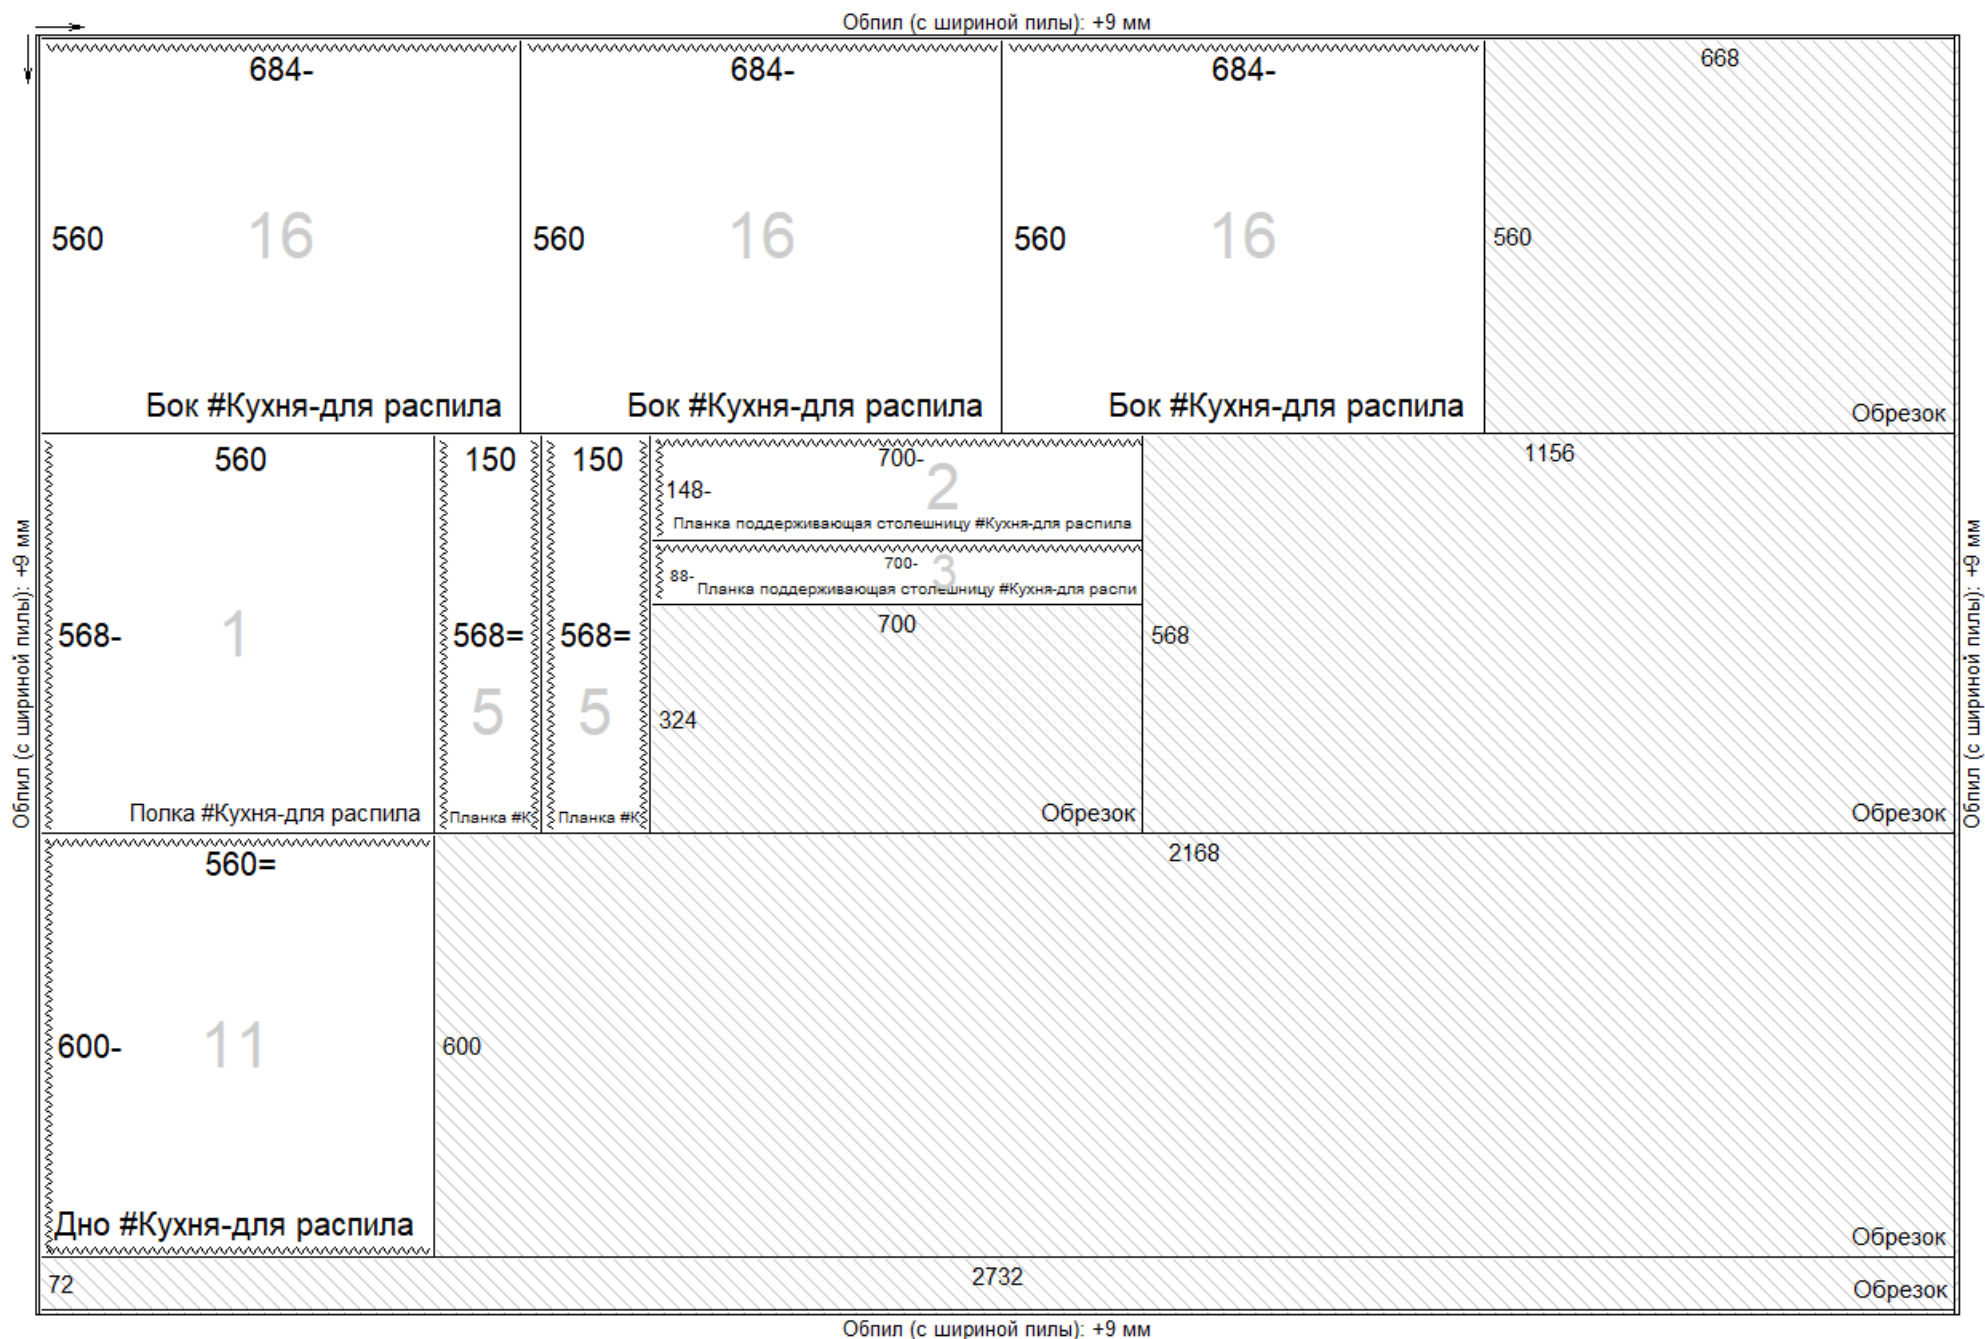 Обпил (с шириной пилы): +9 мм
684-
684-
684-
668
560
16
560
16
560
16
560
Бок #Кухня-для распила
Бок #Кухня-для распила
Бок #Кухня-для распила
Обрезок
Обпил (с шириной пилы): +9 мм
560
150
150
700-
2
1156
148-
Планка поддерживающая столешницу #Кухня-для распила
700-
3
88-
Планка поддерживающая столешницу #Кухня-для распи
568-
1
568=
5
568=
5
700
324
568
Полка #Кухня-для распила
Планка #К
Планка #К
Обрезок
Обрезок
Обпил (с шириной пилы): +9 мм
560=
2168
600-
11
600
Дно #Кухня-для распила
Обрезок
72
2732
Обрезок
Обпил (с шириной пилы): +9 мм